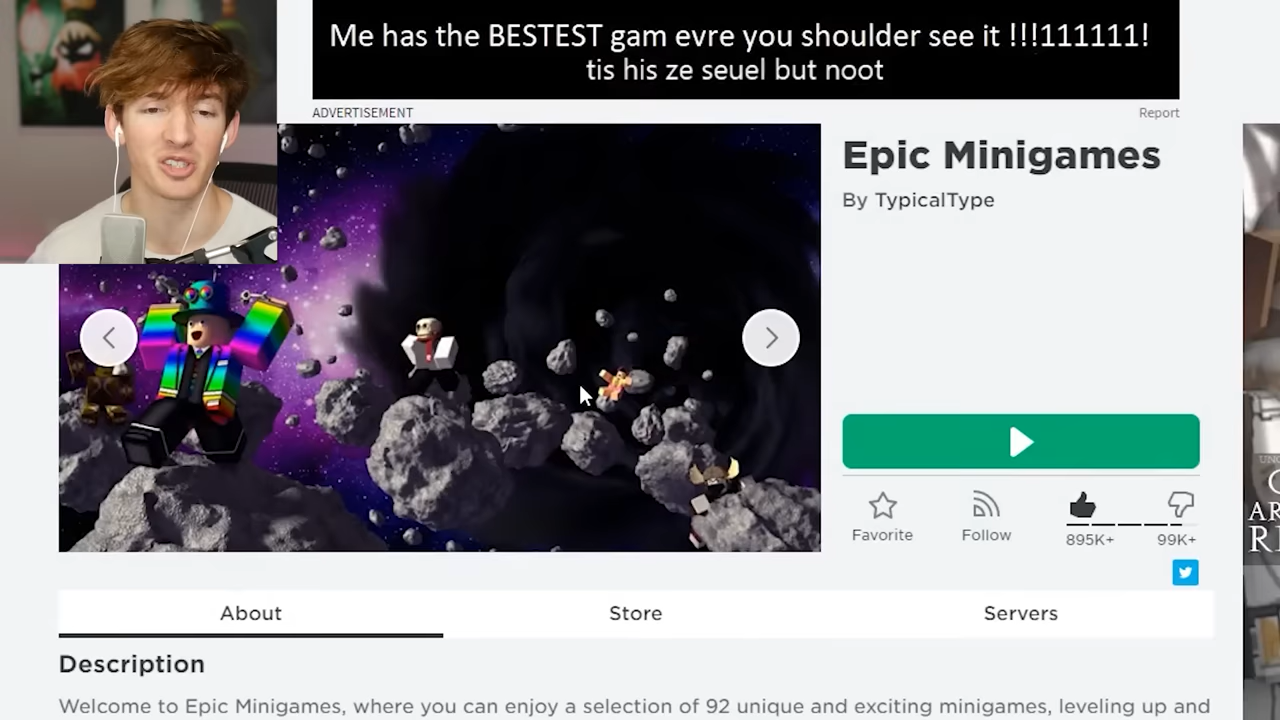 Me has the BESTEST gam evre you shoulder see it !!!111111!
tis his ze seuel but noot
ADVERTISEMENT
Report
Epic Minigames
By TypicalType
Favorite
Follow
895K+
99K+
About
Store
Servers
Description
Welcome to Epic Minigames, where you can enjoy a selection of 92 unique and exciting minigames, leveling up and